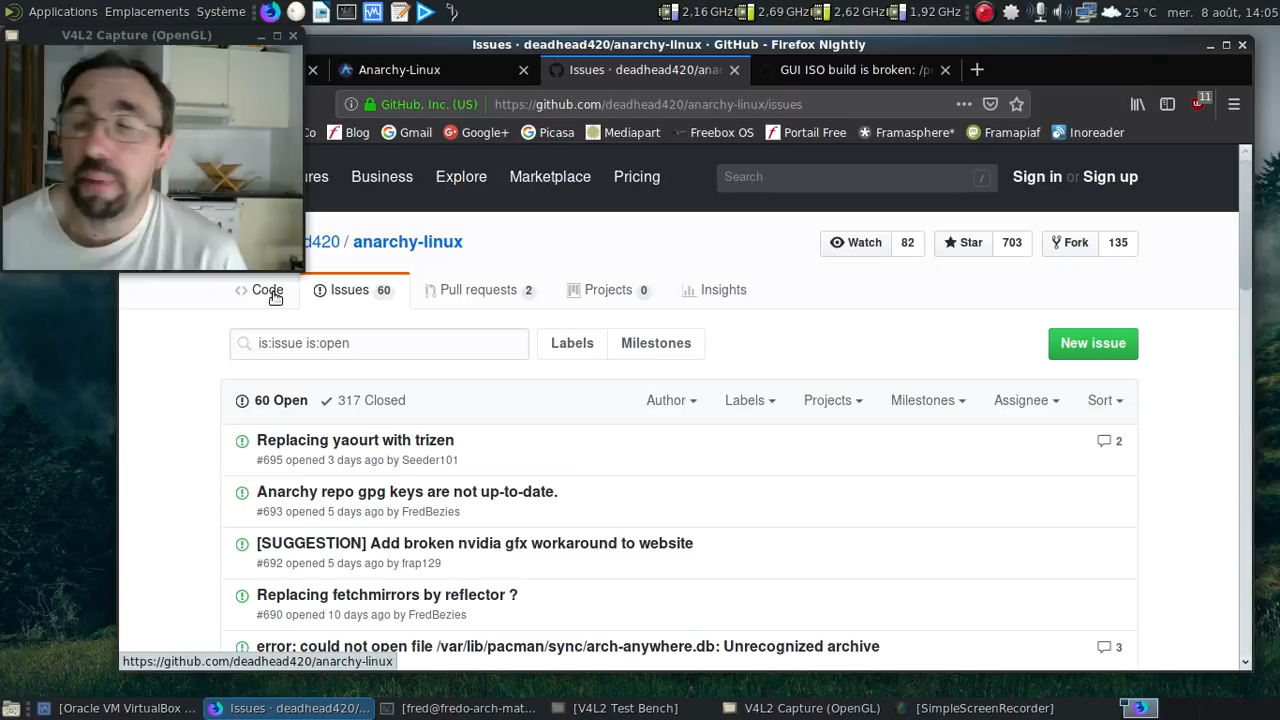 Applications Emplacements Système 2,16 GHz 2,69 GHz 2,62 GHz 1,92 GHz 25 °C mer. 8 août, 14:05
V4L2 Capture (OpenGL)
Issues · deadhead420/anarchy-linux · GitHub - Firefox Nightly
Anarchy-Linux Issues · deadhead420/anar GUI ISO build is broken: /pr
GitHub, Inc. (US) https://github.com/deadhead420/anarchy-linux/issues 11
Co Blog Gmail Google+ Picasa Mediapart Freebox OS Portail Free Framasphere* Framapiaf Inoreader
ures Business Explore Marketplace Pricing Search / Sign in or Sign up
d420 / anarchy-linux Watch 82 Star 703 Fork 135
Code Issues 60 Pull requests 2 Projects 0 Insights
is:issue is:open Labels Milestones New issue
60 Open 317 Closed Author Labels Projects Milestones Assignee Sort
Replacing yaourt with trizen 2
#695 opened 3 days ago by Seeder101
Anarchy repo gpg keys are not up-to-date.
#693 opened 5 days ago by FredBezies
[SUGGESTION] Add broken nvidia gfx workaround to website
#692 opened 5 days ago by frap129
Replacing fetchmirrors by reflector ?
#690 opened 10 days ago by FredBezies
error: could not open file /var/lib/pacman/sync/arch-anywhere.db: Unrecognized archive 3
https://github.com/deadhead420/anarchy-linux
[Oracle VM VirtualBox ... Issues · deadhead420/... [fred@fredo-arch-mat... [V4L2 Test Bench] V4L2 Capture (OpenGL) [SimpleScreenRecorder]